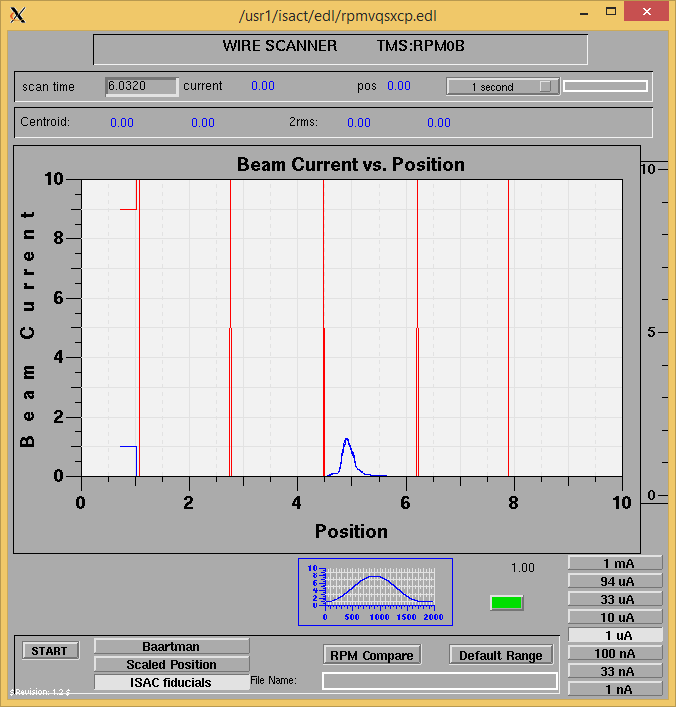 /usr1/isact/edl/rpmvqsxcp.edl
WIRE SCANNER TMS:RPM0B
scan time 6.0320 current 0.00 pos 0.00 1 second
Centroid: 0.00 0.00 2rms: 0.00 0.00
Beam Current vs. Position
Beam Current
10
8
6
4
2
0
0 2 4 6 8 10
Position
10
5
0
10
8
6
4
2
0
0 500 1000 1500 2000
1.00
1 mA
94 uA
33 uA
10 uA
1 uA
100 nA
33 nA
1 nA
START
Baartman
Scaled Position
ISAC fiducials
RPM Compare
Default Range
File Name:
$Revision: 1.2 $